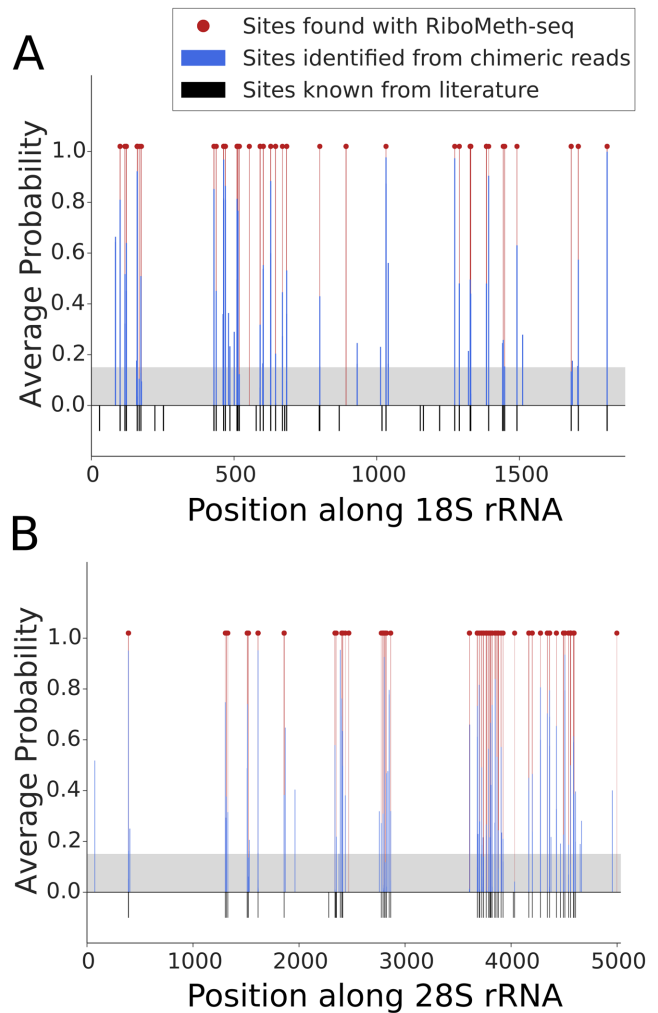 A
Sites found with RiboMeth-seq
Sites identified from chimeric reads
Sites known from literature
Average Probability
1.0
0.8
0.6
0.4
0.2
0.0
0
500
1000
1500
Position along 18S rRNA
B
Average Probability
1.0
0.8
0.6
0.4
0.2
0.0
0
1000
2000
3000
4000
5000
Position along 28S rRNA